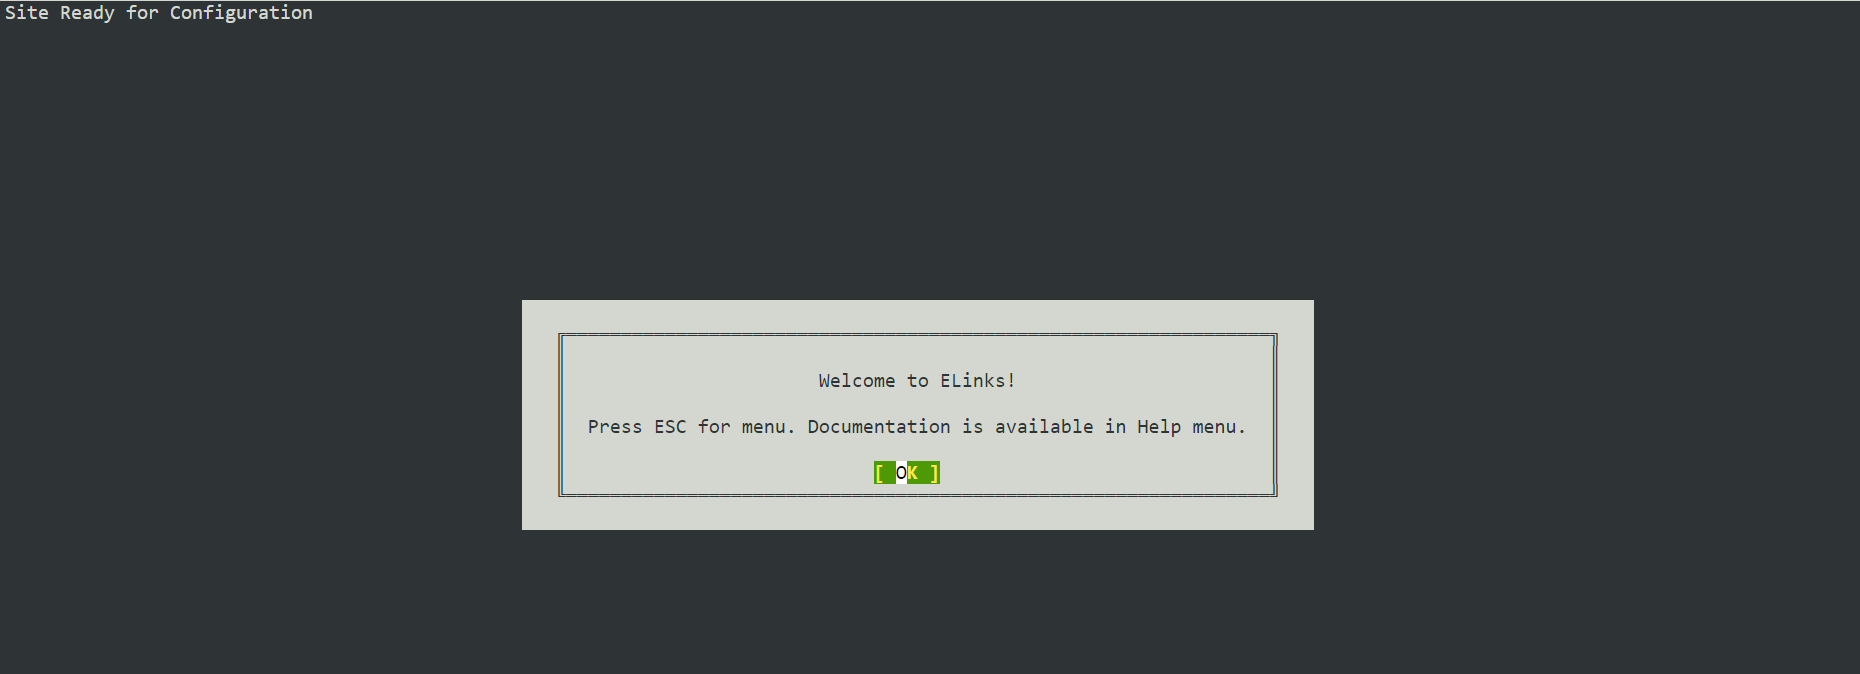 Site Ready for Configuration
Welcome to ELinks!
Press ESC for menu. Documentation is available in Help menu.
[ OK ]